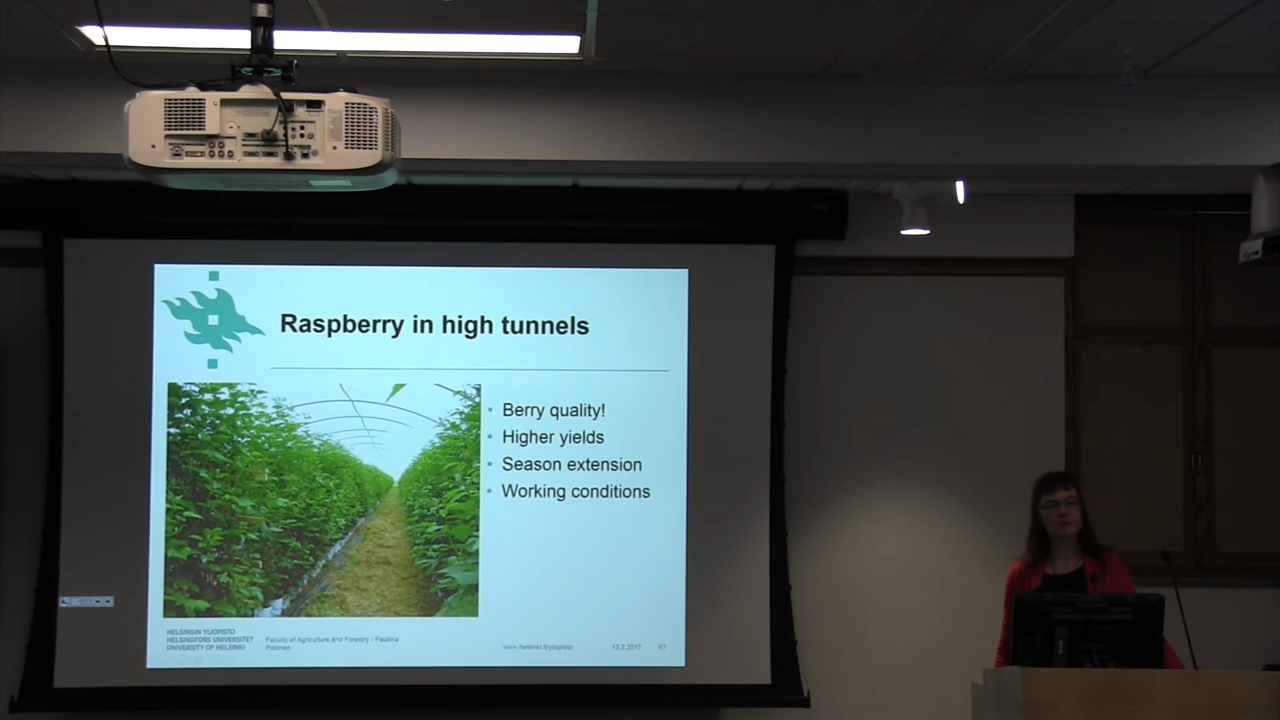 Raspberry in high tunnels
• Berry quality!
• Higher yields
• Season extension
• Working conditions
HELSINGIN YLIOPISTO
HELSINGFORS UNIVERSITET
UNIVERSITY OF HELSINKI
Faculty of Agriculture and Forestry / Pauliina
Palonen
www.helsinki.fi/yliopisto
13.2.2017
67